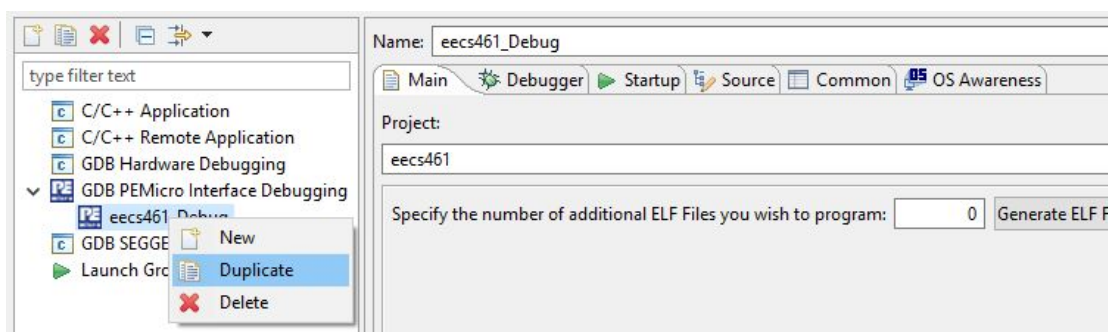 Name: eecs461_Debug
type filter text
Main Debugger Startup Source Common OS Awareness
C/C++ Application
C/C++ Remote Application
GDB Hardware Debugging
GDB PEMicro Interface Debugging
eecs461_Debug
GDB SEGGE
Launch Gro
New
Duplicate
Delete
Project:
eecs461
Specify the number of additional ELF Files you wish to program: 0 Generate ELF F